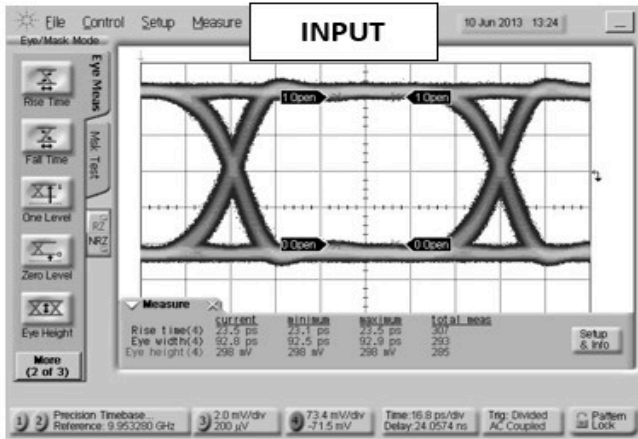 File Control Setup Measure
INPUT
10 Jun 2013 13:24
Eye/Mask Mode
Eye Meas
Msk Test
RZ
NRZ
Rise Time
Fall Time
One Level
Zero Level
Eye Height
More
(2 of 3)
1 Open 1 Open
0 Open 0 Open
Measure
current minimum maximum total meas
Rise time(4) 23.5 ps 23.1 ps 23.5 ps 307
Eye width(4) 92.8 ps 92.5 ps 92.9 ps 293
Eye height(4) 298 mV 298 mV 298 mV 285
Setup
& Info
1 2 Precision Timebase...
Reference: 9.953280 GHz
3 2.0 mV/div
200 µV
4 73.4 mV/div
-71.5 mV
Time:16.8 ps/div
Delay:24.0574 ns
Trig: Divided
AC Coupled
Pattern
Lock